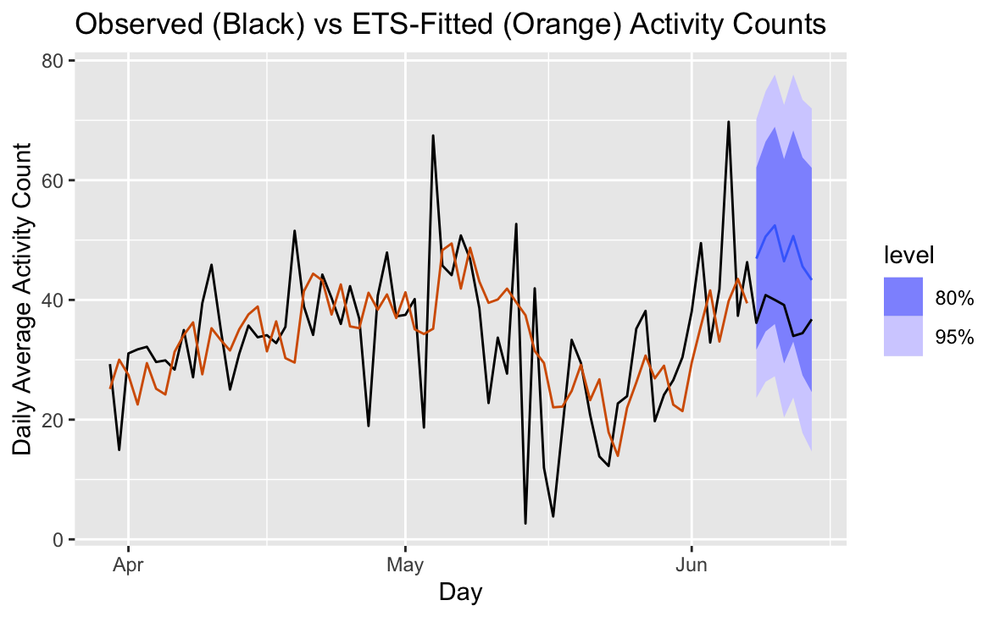 Observed (Black) vs ETS-Fitted (Orange) Activity Counts
Daily Average Activity Count
80
60
40
20
0
Apr
May
Jun
Day
level
80%
95%